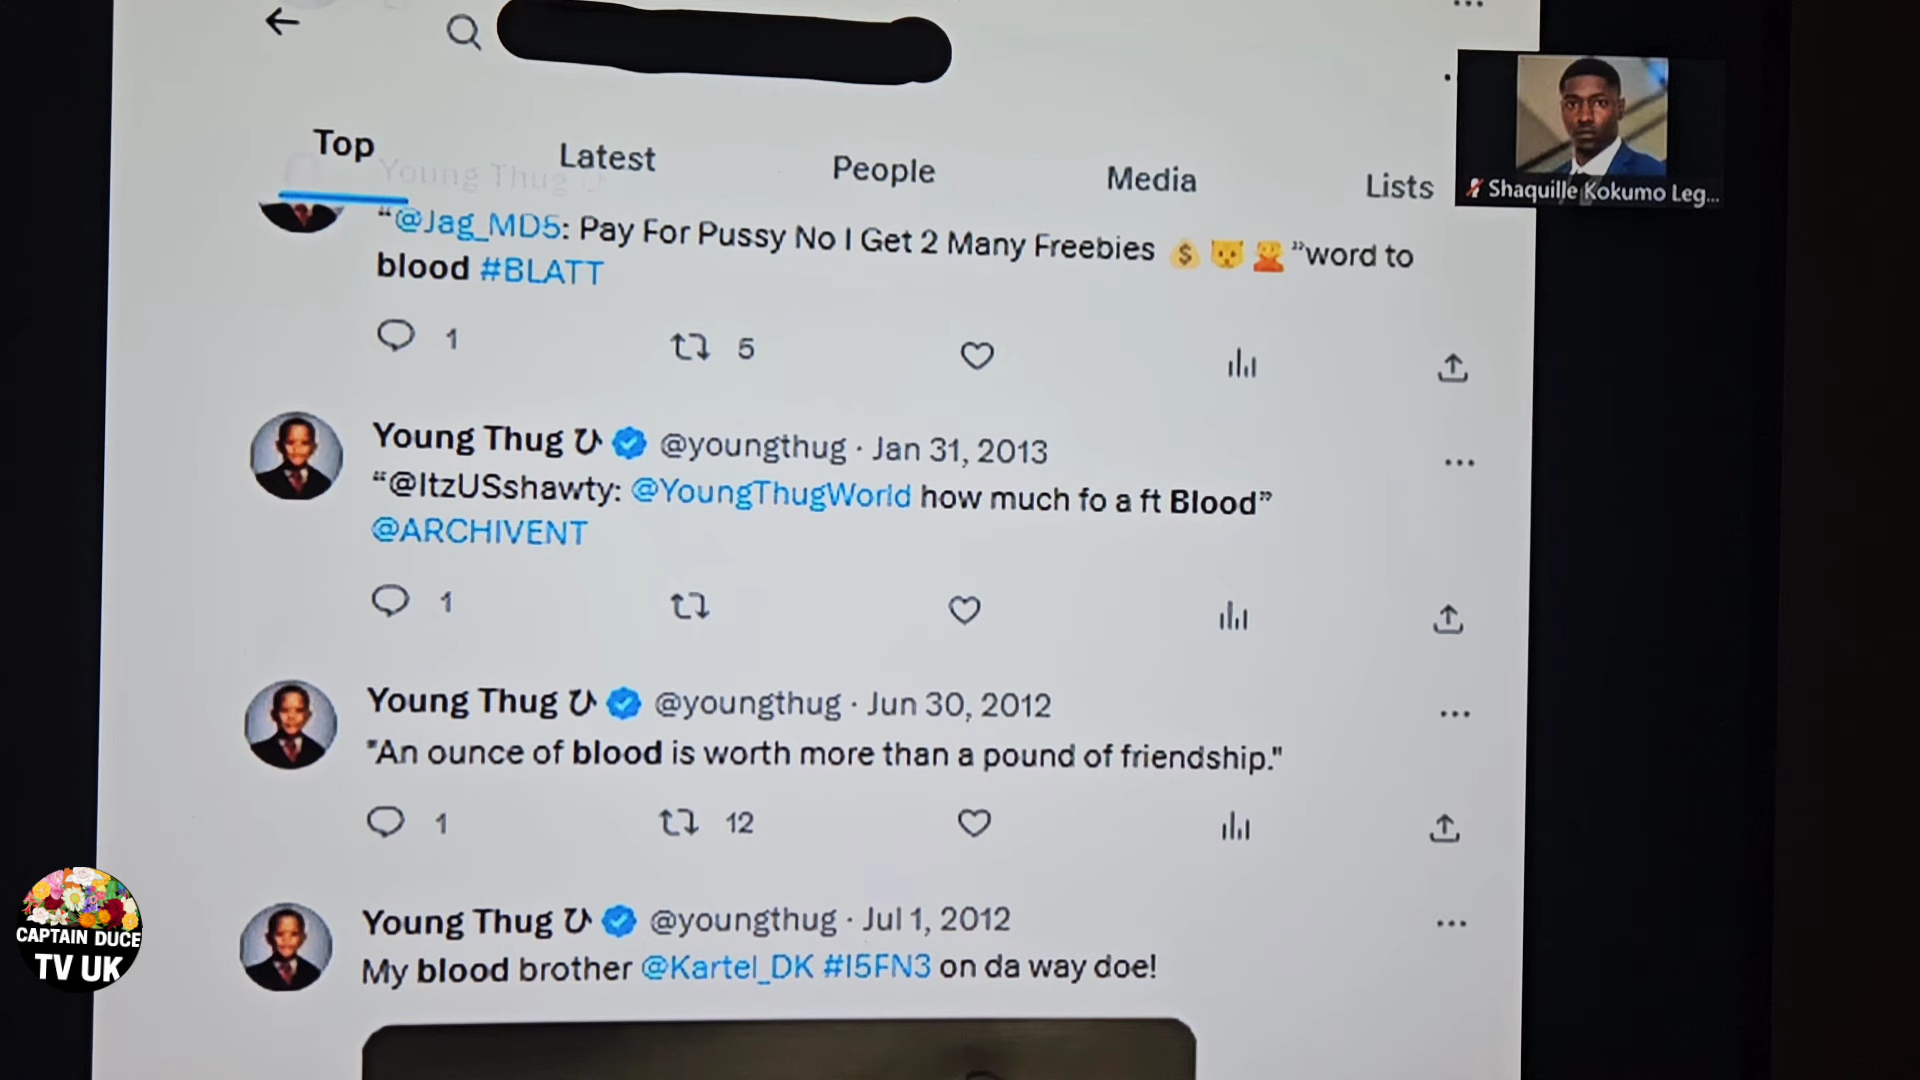 Top
Latest
People
Media
Lists
Young Thug
Shaquille Kokumo Leg...
“@Jag_MD5: Pay For Pussy No I Get 2 Many Freebies 💰 🐱 🙅 ”word to
blood #BLATT
1
5
Young Thug ひ @youngthug · Jan 31, 2013
“@ItzUSshawty: @YoungThugWorld how much fo a ft Blood”
@ARCHIVENT
1
Young Thug ひ @youngthug · Jun 30, 2012
"An ounce of blood is worth more than a pound of friendship."
1
12
Young Thug ひ @youngthug · Jul 1, 2012
My blood brother @Kartel_DK #I5FN3 on da way doe!
CAPTAIN DUCE
TV UK